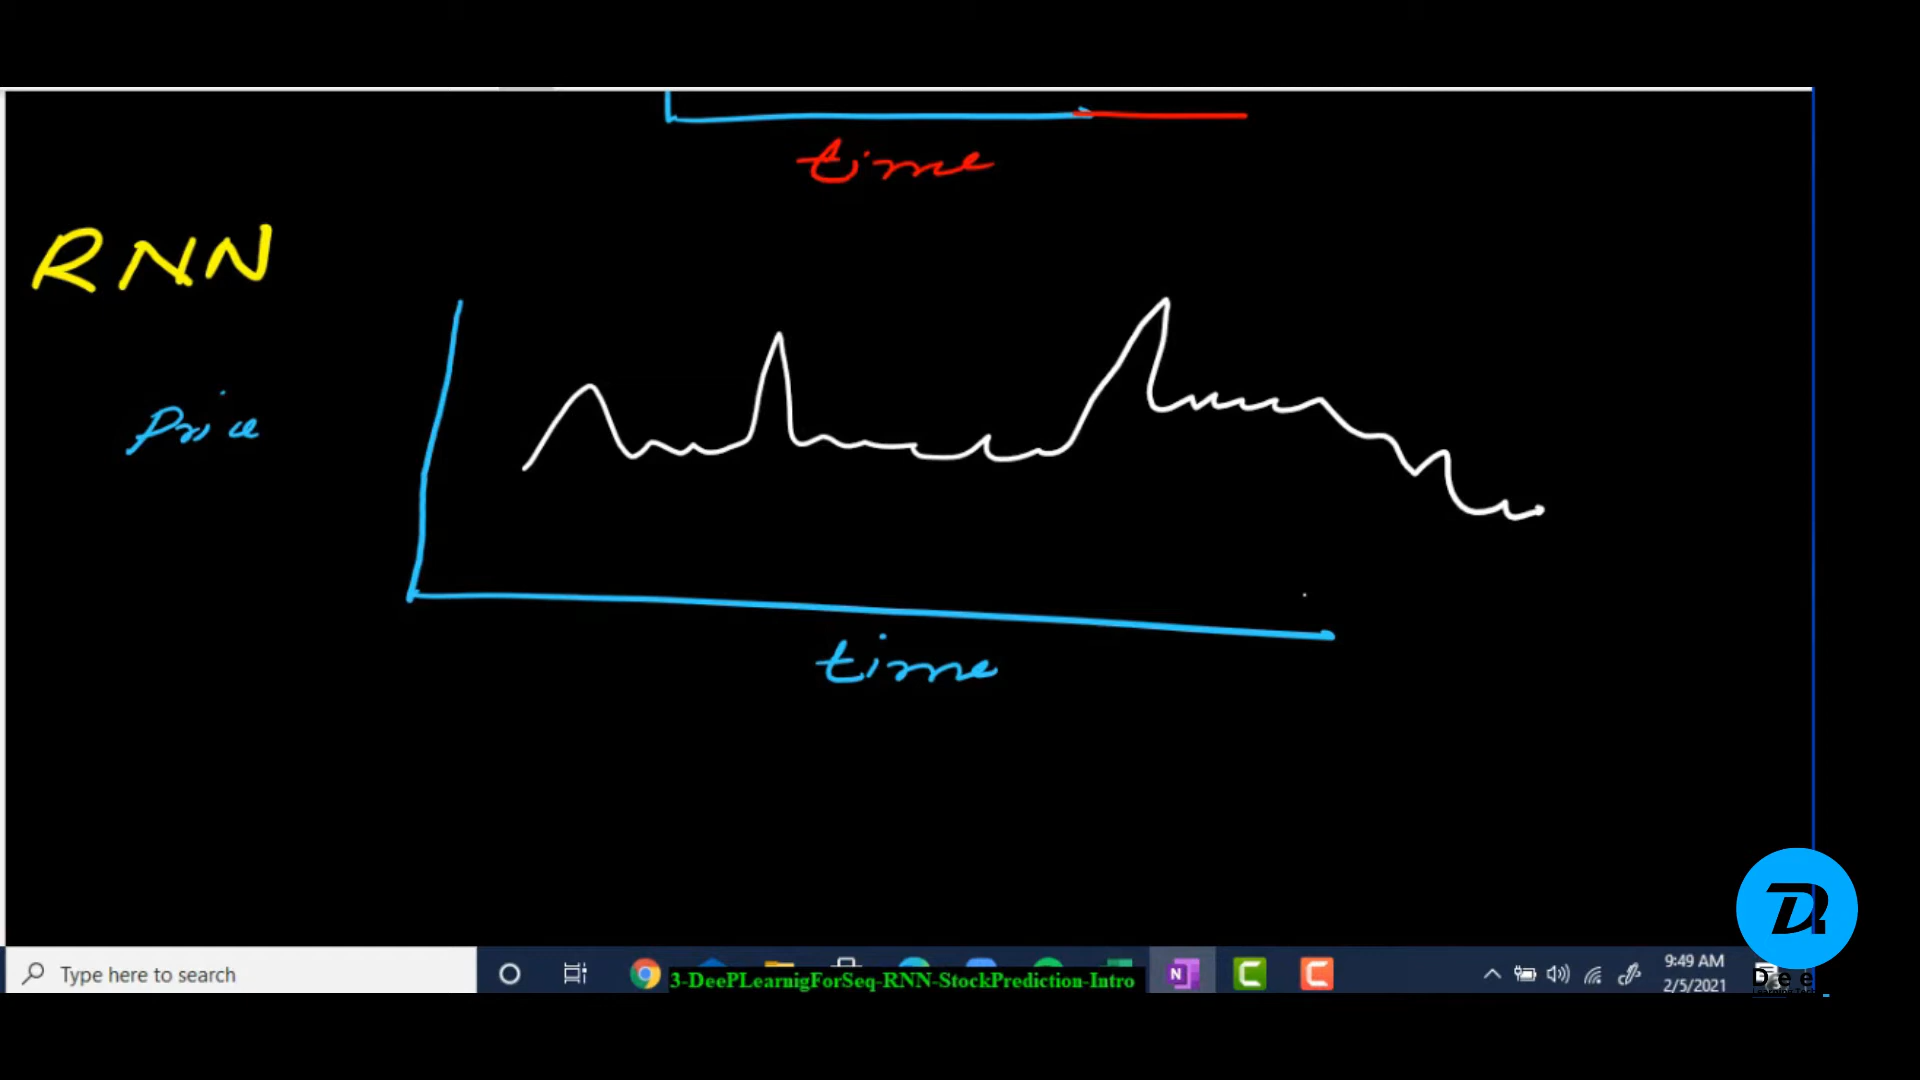 time
RNN
Price
time
Type here to search
3-DeePLearnigForSeq-RNN-StockPrediction-Intro
9:49 AM
2/5/2021
Dee